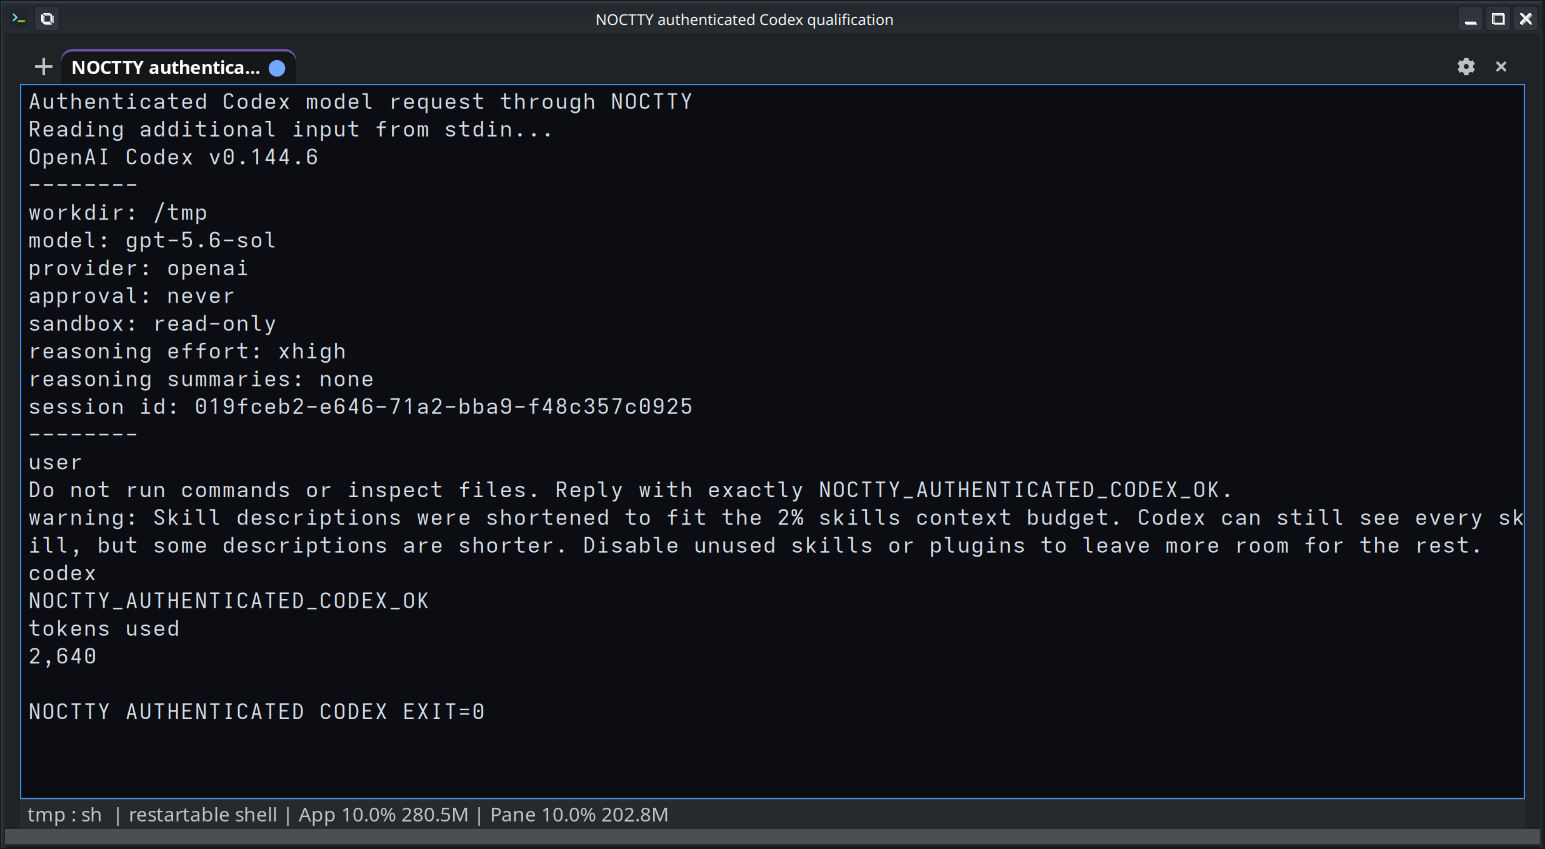 NOCTTY authenticated Codex qualification
NOCTTY authentica...
Authenticated Codex model request through NOCTTY
Reading additional input from stdin...
OpenAI Codex v0.144.6
--------
workdir: /tmp
model: gpt-5.6-sol
provider: openai
approval: never
sandbox: read-only
reasoning effort: xhigh
reasoning summaries: none
session id: 019fceb2-e646-71a2-bba9-f48c357c0925
--------
user
Do not run commands or inspect files. Reply with exactly NOCTTY_AUTHENTICATED_CODEX_OK.
warning: Skill descriptions were shortened to fit the 2% skills context budget. Codex can still see every sk
ill, but some descriptions are shorter. Disable unused skills or plugins to leave more room for the rest.
codex
NOCTTY_AUTHENTICATED_CODEX_OK
tokens used
2,640
NOCTTY AUTHENTICATED CODEX EXIT=0
tmp : sh | restartable shell | App 10.0% 280.5M | Pane 10.0% 202.8M